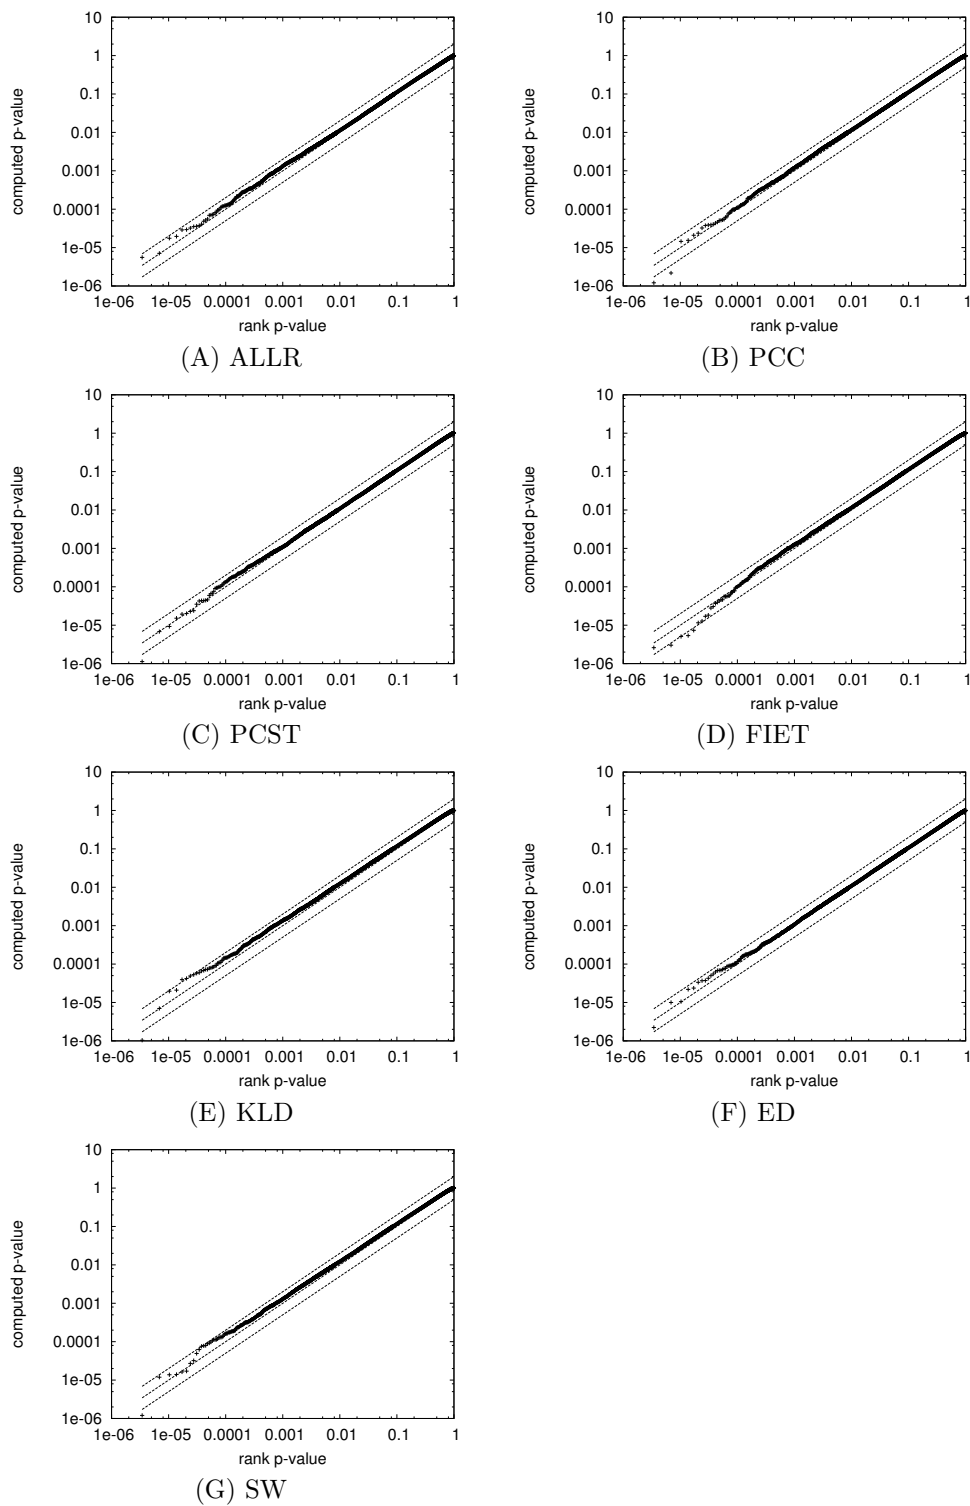 10
1
0.1
0.01
0.001
0.0001
1e-05
1e-06
computed p-value
1e-06 1e-05 0.0001 0.001 0.01 0.1 1
rank p-value
(A) ALLR
10
1
0.1
0.01
0.001
0.0001
1e-05
1e-06
computed p-value
1e-06 1e-05 0.0001 0.001 0.01 0.1 1
rank p-value
(B) PCC
10
1
0.1
0.01
0.001
0.0001
1e-05
1e-06
computed p-value
1e-06 1e-05 0.0001 0.001 0.01 0.1 1
rank p-value
(C) PCST
10
1
0.1
0.01
0.001
0.0001
1e-05
1e-06
computed p-value
1e-06 1e-05 0.0001 0.001 0.01 0.1 1
rank p-value
(D) FIET
10
1
0.1
0.01
0.001
0.0001
1e-05
1e-06
computed p-value
1e-06 1e-05 0.0001 0.001 0.01 0.1 1
rank p-value
(E) KLD
10
1
0.1
0.01
0.001
0.0001
1e-05
1e-06
computed p-value
1e-06 1e-05 0.0001 0.001 0.01 0.1 1
rank p-value
(F) ED
10
1
0.1
0.01
0.001
0.0001
1e-05
1e-06
computed p-value
1e-06 1e-05 0.0001 0.001 0.01 0.1 1
rank p-value
(G) SW